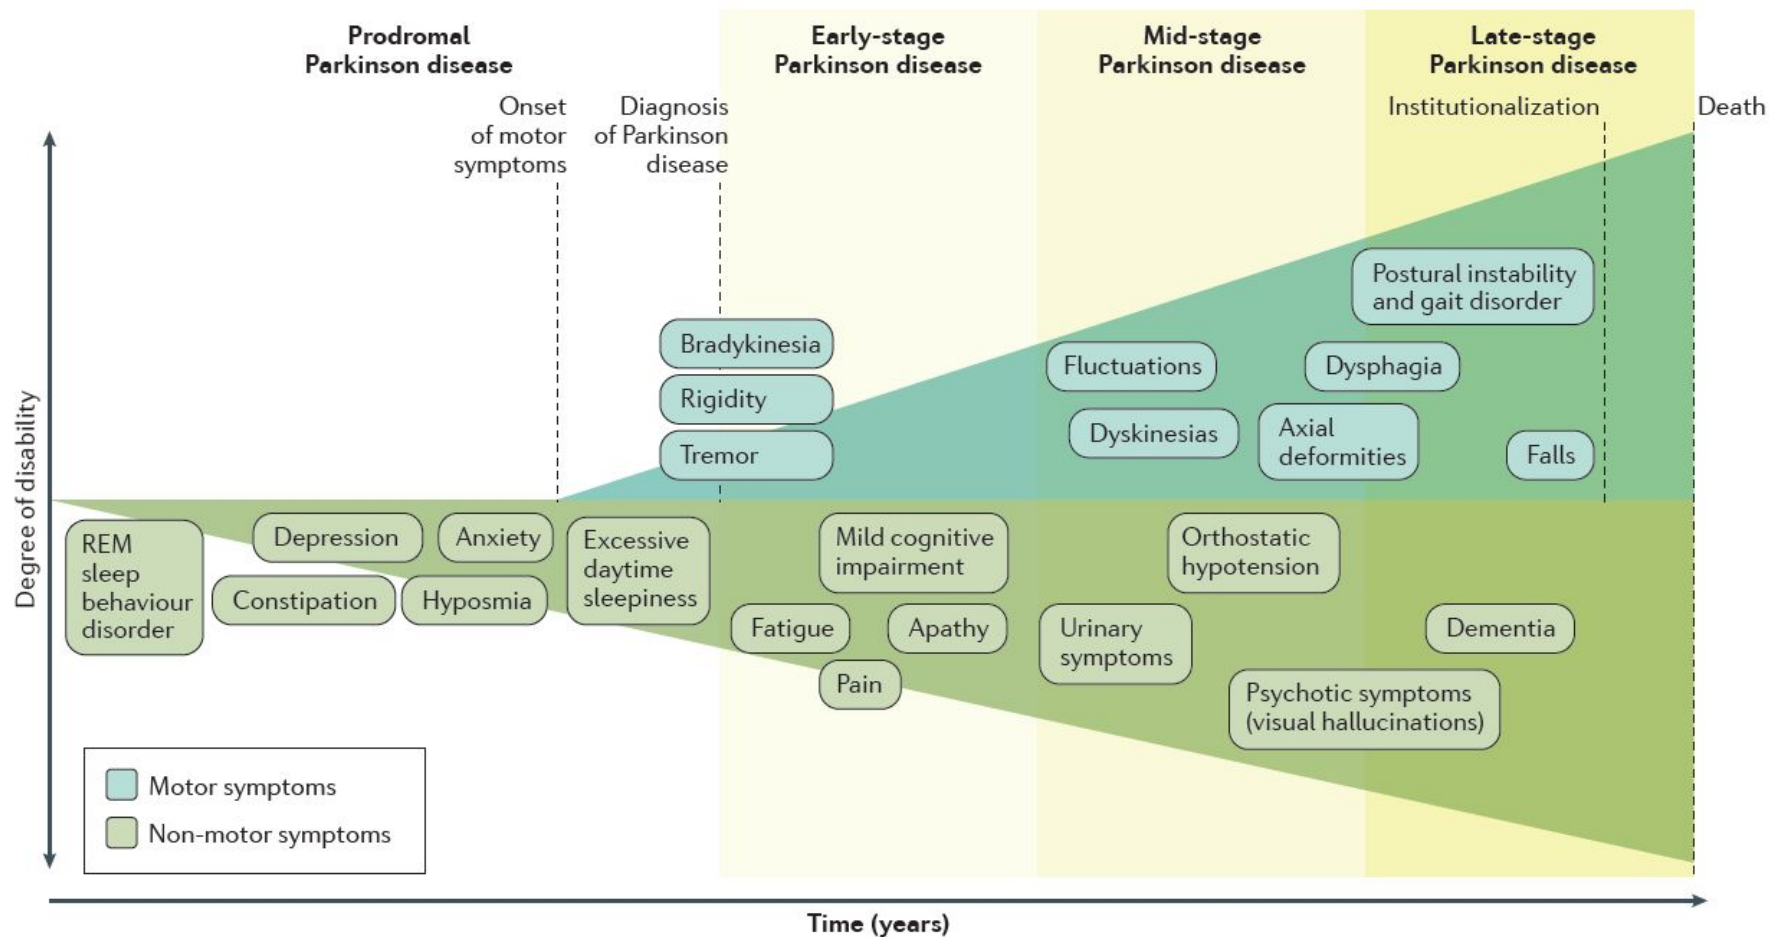 Prodromal
Parkinson disease
Early-stage
Parkinson disease
Mid-stage
Parkinson disease
Late-stage
Parkinson disease
Onset
of motor
symptoms
Diagnosis
of Parkinson
disease
Institutionalization
Death
Degree of disability
Postural instability
and gait disorder
Bradykinesia
Rigidity
Tremor
Fluctuations
Dysphagia
Dyskinesias
Axial
deformities
Falls
REM
sleep
behaviour
disorder
Depression
Anxiety
Constipation
Hyposmia
Excessive
daytime
sleepiness
Mild cognitive
impairment
Orthostatic
hypotension
Fatigue
Apathy
Pain
Urinary
symptoms
Dementia
Psychotic symptoms
(visual hallucinations)
Motor symptoms
Non-motor symptoms
Time (years)